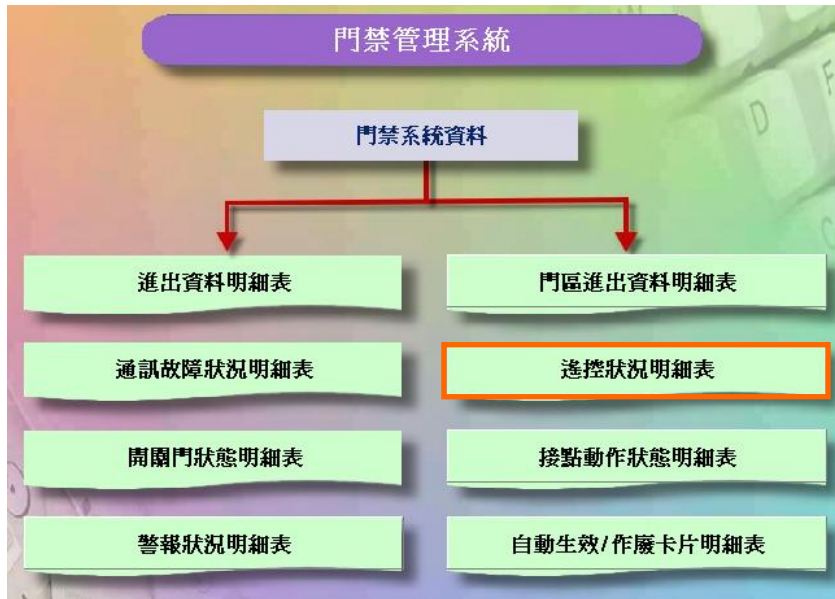 門禁管理系統
門禁系統資料
進出資料明細表
門區進出資料明細表
通訊故障狀況明細表
遙控狀況明細表
開關門狀態明細表
接點動作狀態明細表
警報狀況明細表
自動生效/作廢卡片明細表
D
F